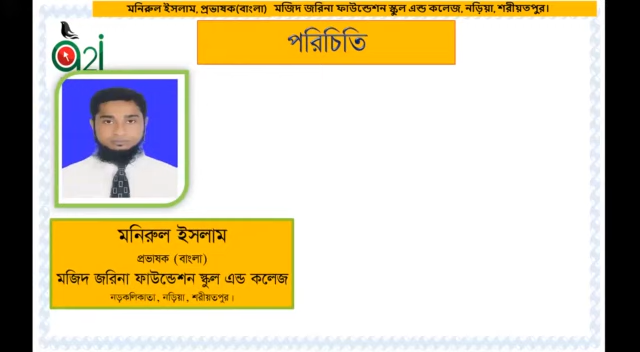 মনিরুল ইসলাম, প্রভাষক(বাংলা) মজিদ জরিনা ফাউন্ডেশন স্কুল এন্ড কলেজ, নড়িয়া, শরীয়তপুর।
পরিচিতি
a2i
মনিরুল ইসলাম
প্রভাষক (বাংলা)
মজিদ জরিনা ফাউন্ডেশন স্কুল এন্ড কলেজ
নড়কলিকাতা, নড়িয়া, শরীয়তপুর।